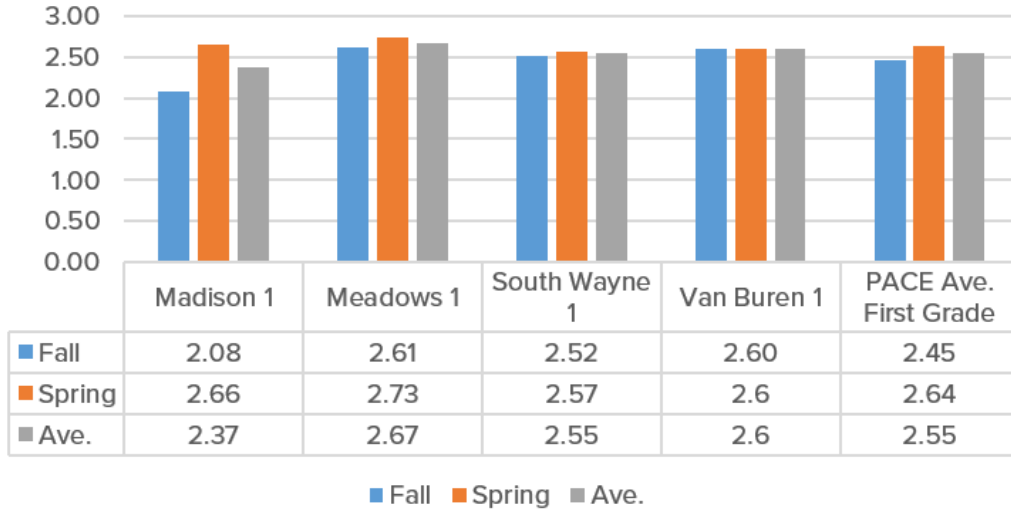 3.00
2.50
2.00
1.50
1.00
0.50
0.00
Madison 1 Meadows 1 South Wayne 1 Van Buren 1 PACE Ave. First Grade
Fall 2.08 2.61 2.52 2.60 2.45
Spring 2.66 2.73 2.57 2.6 2.64
Ave. 2.37 2.67 2.55 2.6 2.55
Fall Spring Ave.